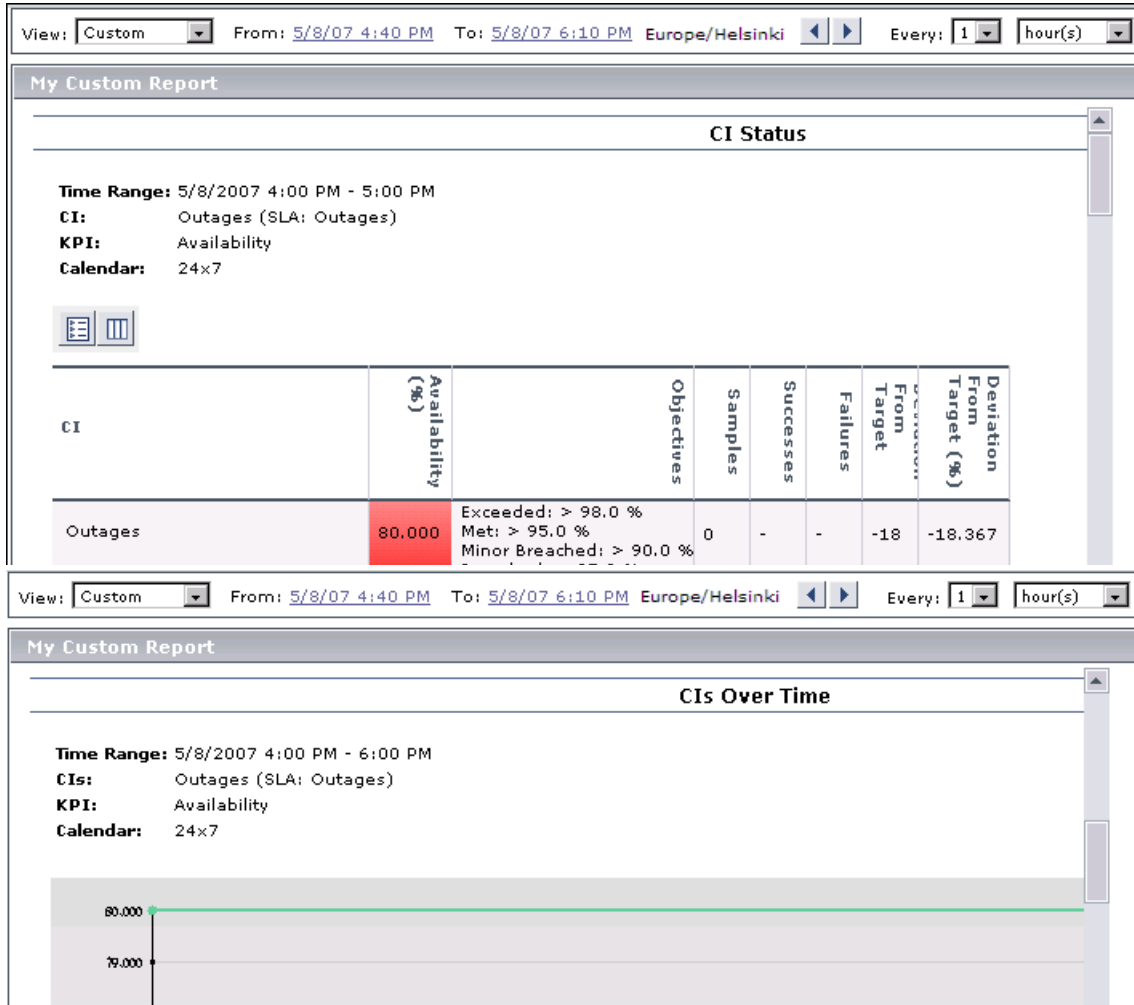 View: Custom From: 5/8/07 4:40 PM To: 5/8/07 6:10 PM Europe/Helsinki Every: 1 hour(s)
My Custom Report
CI Status
Time Range: 5/8/2007 4:00 PM - 5:00 PM
CI: Outages (SLA: Outages)
KPI: Availability
Calendar: 24x7
CI
Availability (%)
Objectives
Samples
Successes
Failures
From Target
Deviation From Target (%)
Outages 80.000
Exceeded: > 98.0 %
Met: > 95.0 %
Minor Breached: > 90.0 %
0 - - -18 -18.367
View: Custom From: 5/8/07 4:40 PM To: 5/8/07 6:10 PM Europe/Helsinki Every: 1 hour(s)
My Custom Report
CIs Over Time
Time Range: 5/8/2007 4:00 PM - 6:00 PM
CIs: Outages (SLA: Outages)
KPI: Availability
Calendar: 24x7
80.000
79.000